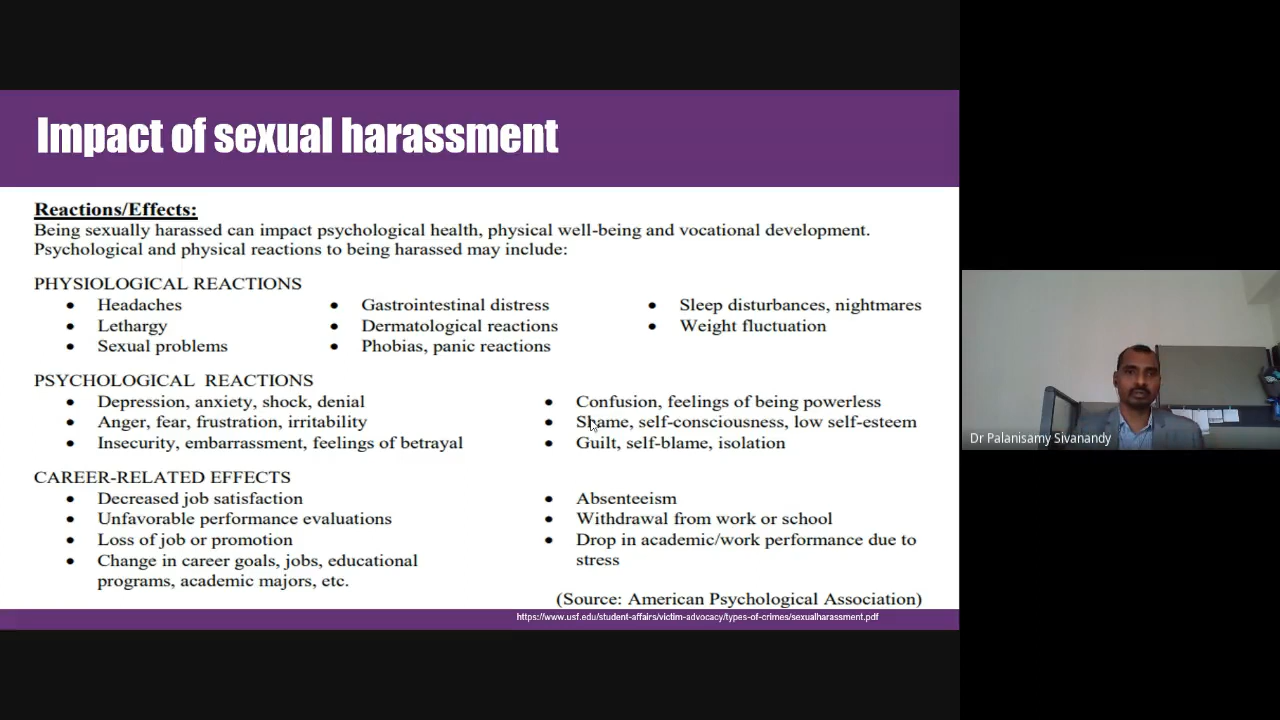 Impact of sexual harassment
Reactions/Effects:
Being sexually harassed can impact psychological health, physical well-being and vocational development.
Psychological and physical reactions to being harassed may include:
PHYSIOLOGICAL REACTIONS
• Headaches • Gastrointestinal distress • Sleep disturbances, nightmares
• Lethargy • Dermatological reactions • Weight fluctuation
• Sexual problems • Phobias, panic reactions
PSYCHOLOGICAL REACTIONS
• Depression, anxiety, shock, denial • Confusion, feelings of being powerless
• Anger, fear, frustration, irritability • Shame, self-consciousness, low self-esteem
• Insecurity, embarrassment, feelings of betrayal • Guilt, self-blame, isolation
CAREER-RELATED EFFECTS
• Decreased job satisfaction • Absenteeism
• Unfavorable performance evaluations • Withdrawal from work or school
• Loss of job or promotion • Drop in academic/work performance due to
• Change in career goals, jobs, educational stress
programs, academic majors, etc.
(Source: American Psychological Association)
https://www.usf.edu/student-affairs/victim-advocacy/types-of-crimes/sexualharassment.pdf
Dr Palanisamy Sivanandy